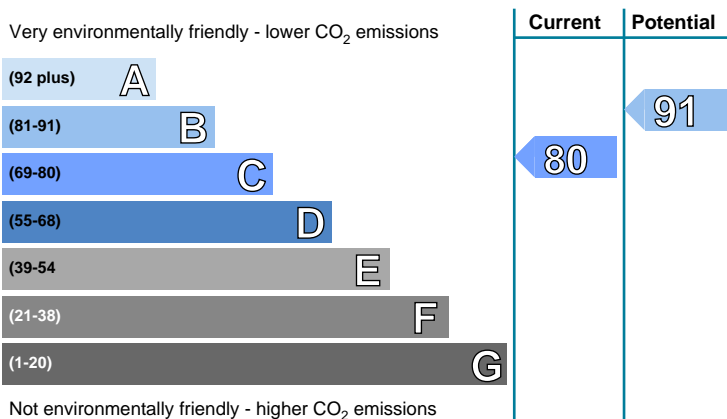 Current Potential
Very environmentally friendly - lower CO2 emissions
(92 plus) A
(81-91) B
91
(69-80) C
80
(55-68) D
(39-54 E
(21-38) F
(1-20) G
Not environmentally friendly - higher CO2 emissions